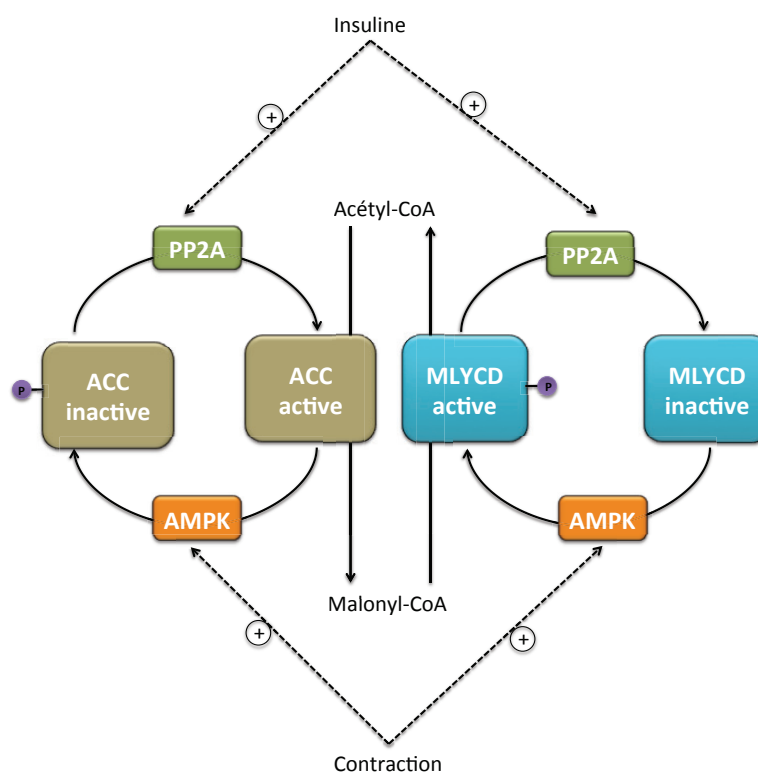 Insuline
+
+
Acétyl-CoA
PP2A
PP2A
P
ACC
inactive
ACC
active
MLYCD
active
P
MLYCD
inactive
AMPK
AMPK
Malonyl-CoA
+
+
Contraction